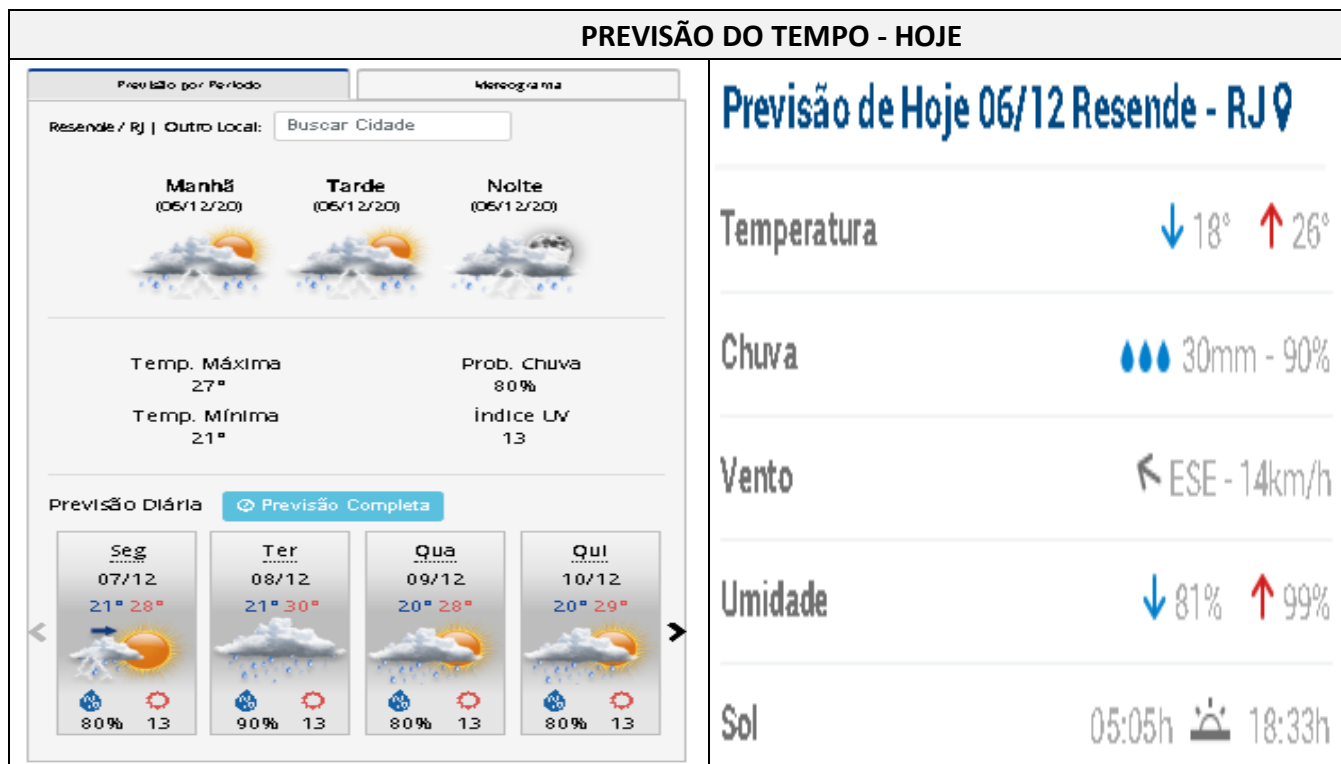 PREVISÃO DO TEMPO - HOJE
Previsão por Período
Meteograma
Resende / RJ | Outro Local: Buscar Cidade
Manhã Tarde Noite
(06/12/20) (06/12/20) (06/12/20)
Temp. Máxima Prob. Chuva
27° 80%
Temp. Mínima Índice UV
21° 13
Previsão Diária Previsão Completa
Seg Ter Qua Qui
07/12 08/12 09/12 10/12
21° 28° 21° 30° 20° 28° 20° 29°
80% 13 90% 13 80% 13 80% 13
Previsão de Hoje 06/12 Resende - RJ
Temperatura 18° 26°
Chuva 30mm - 90%
Vento ESE - 14km/h
Umidade 81% 99%
Sol 05:05h 18:33h